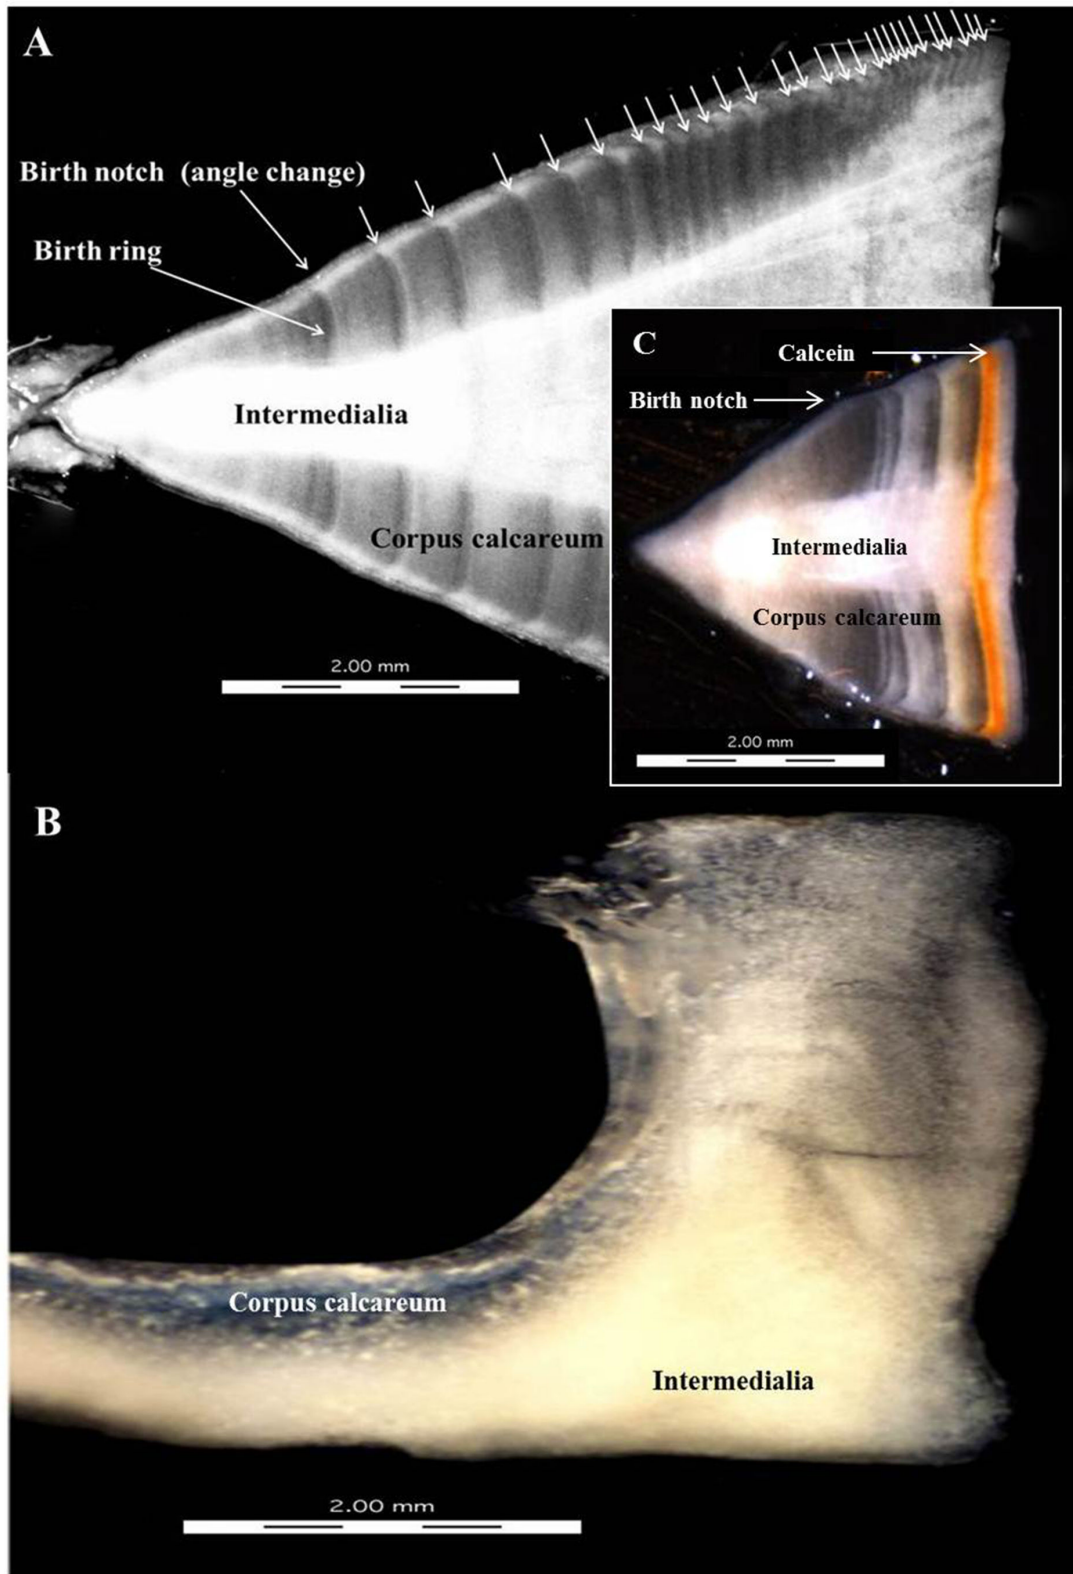 A
Birth notch (angle change)
Birth ring
Intermedialia
Corpus calcareum
2.00 mm
C
Calcein
Birth notch
Intermedialia
Corpus calcareum
2.00 mm
B
Corpus calcareum
Intermedialia
2.00 mm